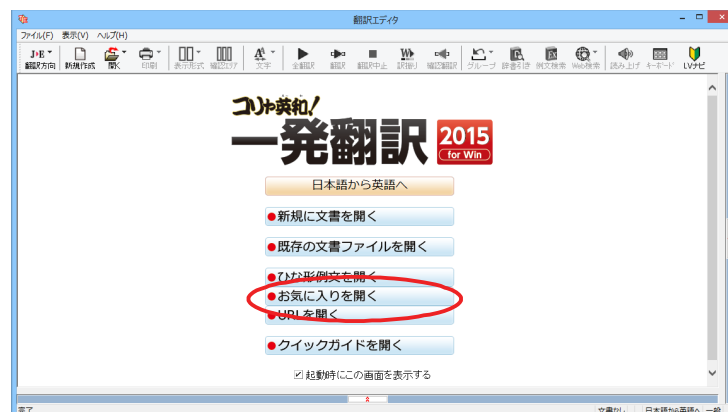 翻訳エディタ
ファイル(F) 表示(V) ヘルプ(H)
J▸E
翻訳方向 新規作成 開く 印刷 表示形式 確認エリア 文字 全翻訳 翻訳 翻訳中止 訳振り 確認翻訳 グループ 辞書引き 例文検索 Web検索 読み上げ キーボード LVナビ
コリャ英和!
一発翻訳 2015
for Win
日本語から英語へ
新規に文書を開く
既存の文書ファイルを開く
ひな形例文を開く
お気に入りを開く
URLを開く
クイックガイドを開く
起動時にこの画面を表示する
完了 文書なし 日本語から英語へ 一般